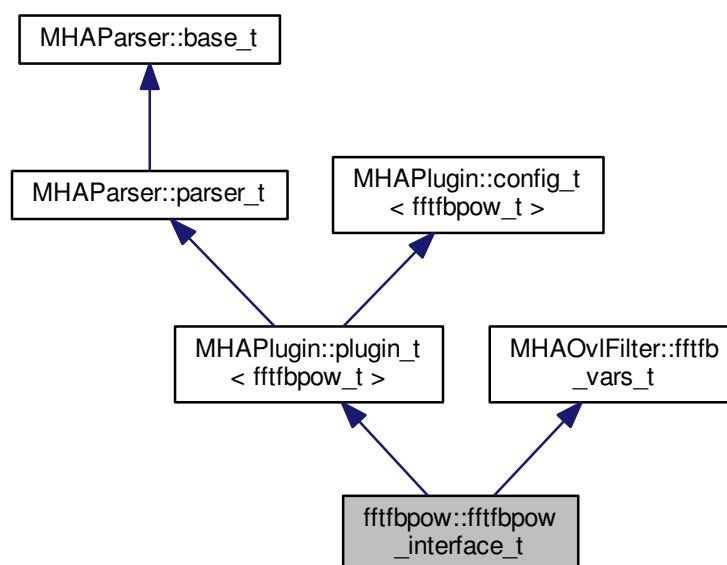 MHAParser::base_t
MHAParser::parser_t
MHAPlugin::config_t
< fftfbpow_t >
MHAPlugin::plugin_t
< fftfbpow_t >
MHAOvlFilter::fftfb
_vars_t
fftfbpow::fftfbpow
_interface_t